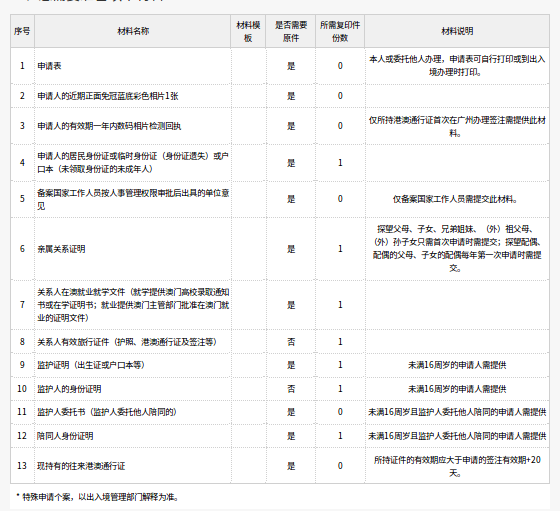 序号 材料名称 材料模板 是否需要原件 所需复印件份数 材料说明
1 申请表 是 0 本人或委托他人办理，申请表可自行打印或到出入境办理时打印。
2 申请人的近期正面免冠蓝底彩色相片1张 是 0
3 申请人的有效期一年内数码相片检测回执 是 0 仅所持港澳通行证首次在广州办理签注需提供此材料。
4 申请人的居民身份证或临时身份证（身份证遗失）或户口本（未领取身份证的未成年人） 是 1
5 备案国家工作人员按人事管理权限审批后出具的单位意见 是 0 仅备案国家工作人员需提交此材料。
6 亲属关系证明 是 1 探望父母、子女、兄弟姐妹、（外）祖父母、（外）孙子女只需首次申请时需提交；探望配偶、配偶的父母、子女的配偶每年第一次申请时需提交。
7 关系人在澳就业就学文件（就学提供澳门高校录取通知书或在学证明书；就业提供澳门主管部门批准在澳门就业的证明文件） 是 1
8 关系人有效旅行证件（护照、港澳通行证及签注等） 否 1
9 监护证明（出生证或户口本等） 是 1 未满16周岁的申请人需提供
10 监护人的身份证明 否 1 未满16周岁的申请人需提供
11 监护人委托书（监护人委托他人陪同的） 是 0 未满16周岁且监护人委托他人陪同的申请人需提供
12 陪同人身份证明 是 1 未满16周岁且监护人委托他人陪同的申请人需提供
13 现持有的往来港澳通行证 是 0 所持证件的有效期应大于申请的签注有效期+20天。
* 特殊申请个案，以出入境管理部门解释为准。